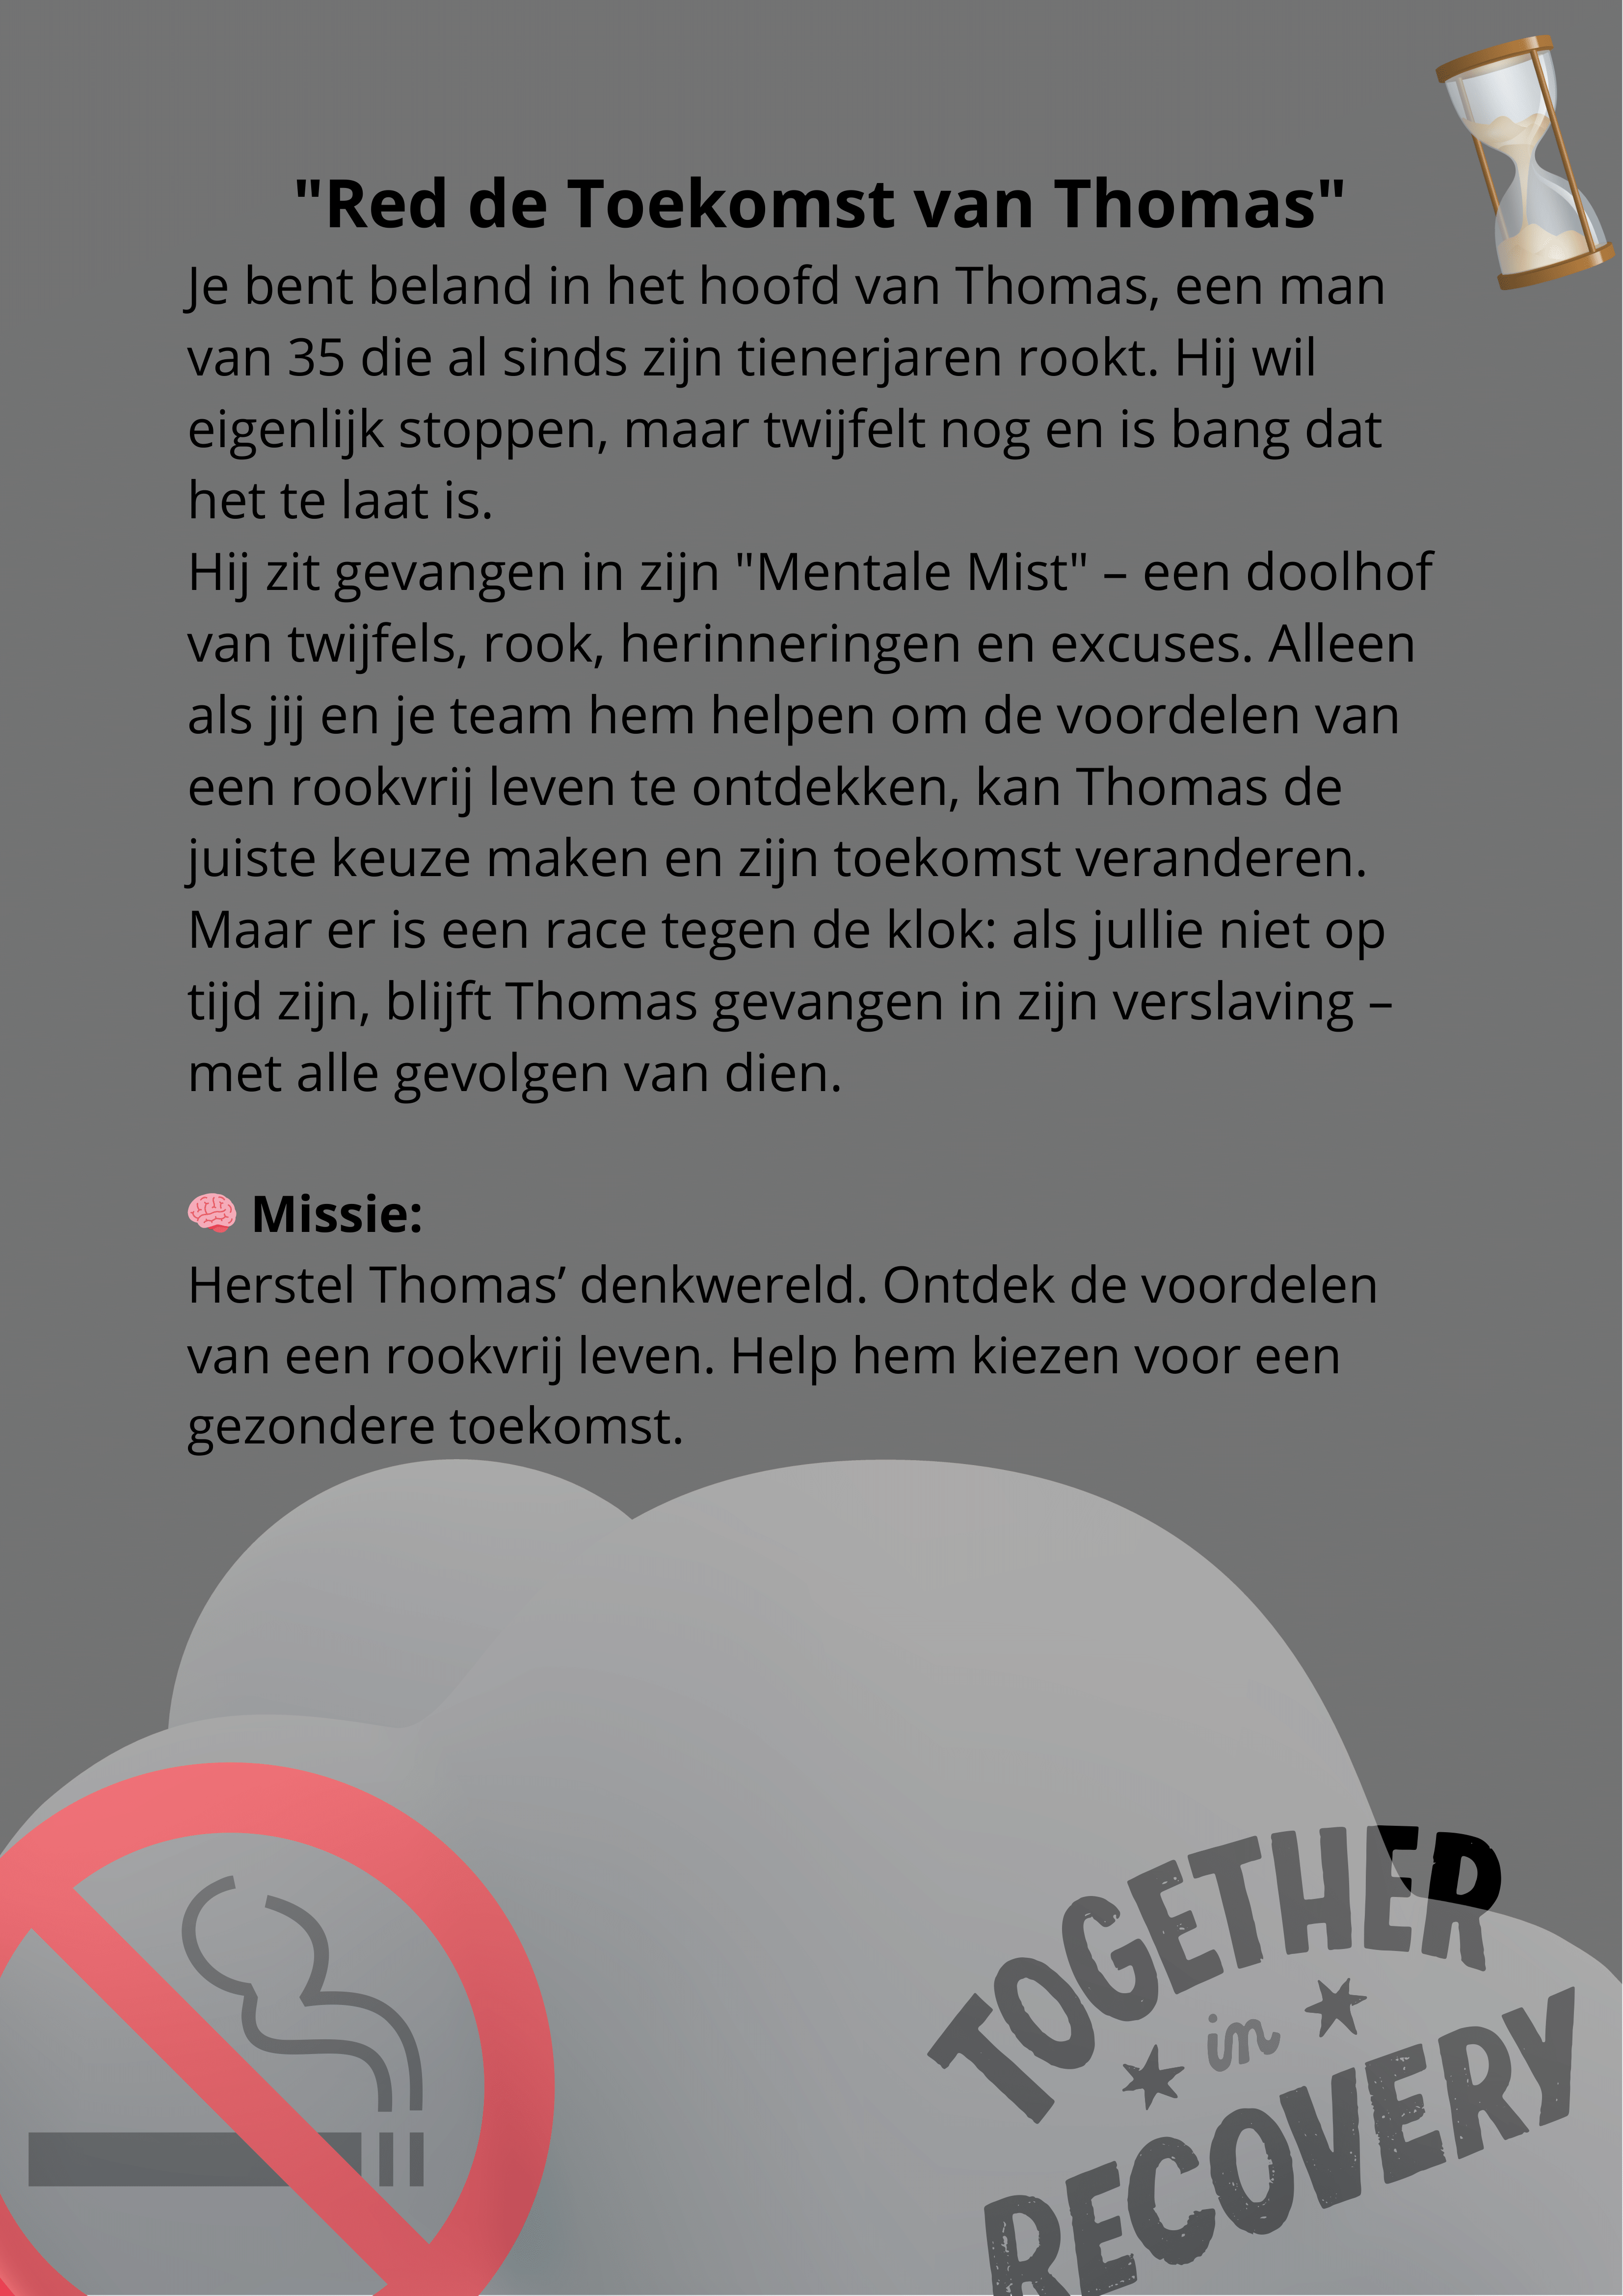 "Red de Toekomst van Thomas"
Je bent beland in het hoofd van Thomas, een man
van 35 die al sinds zijn tienerjaren rookt. Hij wil
eigenlijk stoppen, maar twijfelt nog en is bang dat
het te laat is.
Hij zit gevangen in zijn "Mentale Mist" – een doolhof
van twijfels, rook, herinneringen en excuses. Alleen
als jij en je team hem helpen om de voordelen van
een rookvrij leven te ontdekken, kan Thomas de
juiste keuze maken en zijn toekomst veranderen.
Maar er is een race tegen de klok: als jullie niet op
tijd zijn, blijft Thomas gevangen in zijn verslaving –
met alle gevolgen van dien.
🧠 Missie:
Herstel Thomas’ denkwereld. Ontdek de voordelen
van een rookvrij leven. Help hem kiezen voor een
gezondere toekomst.
TOGETHER
in
RECOVERY